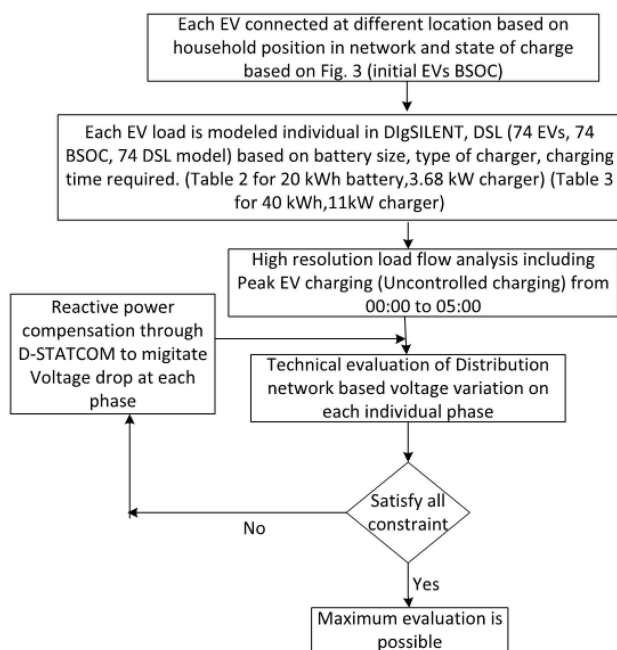 Each EV connected at different location based on
household position in network and state of charge
based on Fig. 3 (initial EVs BSOC)
Each EV load is modeled individual in DIgSILENT, DSL (74 EVs, 74
BSOC, 74 DSL model) based on battery size, type of charger, charging
time required. (Table 2 for 20 kWh battery,3.68 kW charger) (Table 3
for 40 kWh,11kW charger)
High resolution load flow analysis including
Peak EV charging (Uncontrolled charging) from
00:00 to 05:00
Reactive power
compensation through
D-STATCOM to migitate
Voltage drop at each
phase
Technical evaluation of Distribution
network based voltage variation on
each individual phase
Satisfy all
constraint
No
Yes
Maximum evaluation is
possible